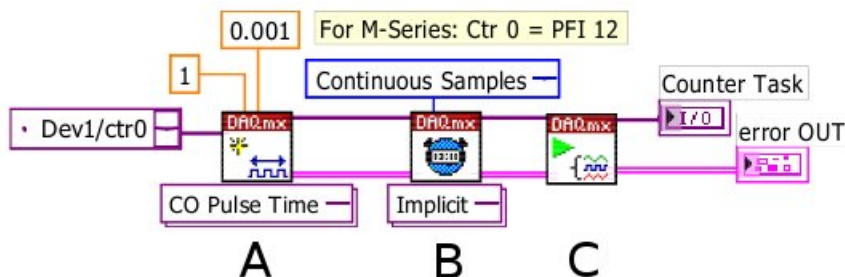 0.001
For M-Series: Ctr 0 = PFI 12
1
Continuous Samples
Counter Task
Dev1/ctr0
DAQmx
DAQmx
DAQmx
I/O
error OUT
CO Pulse Time
Implicit
A
B
C